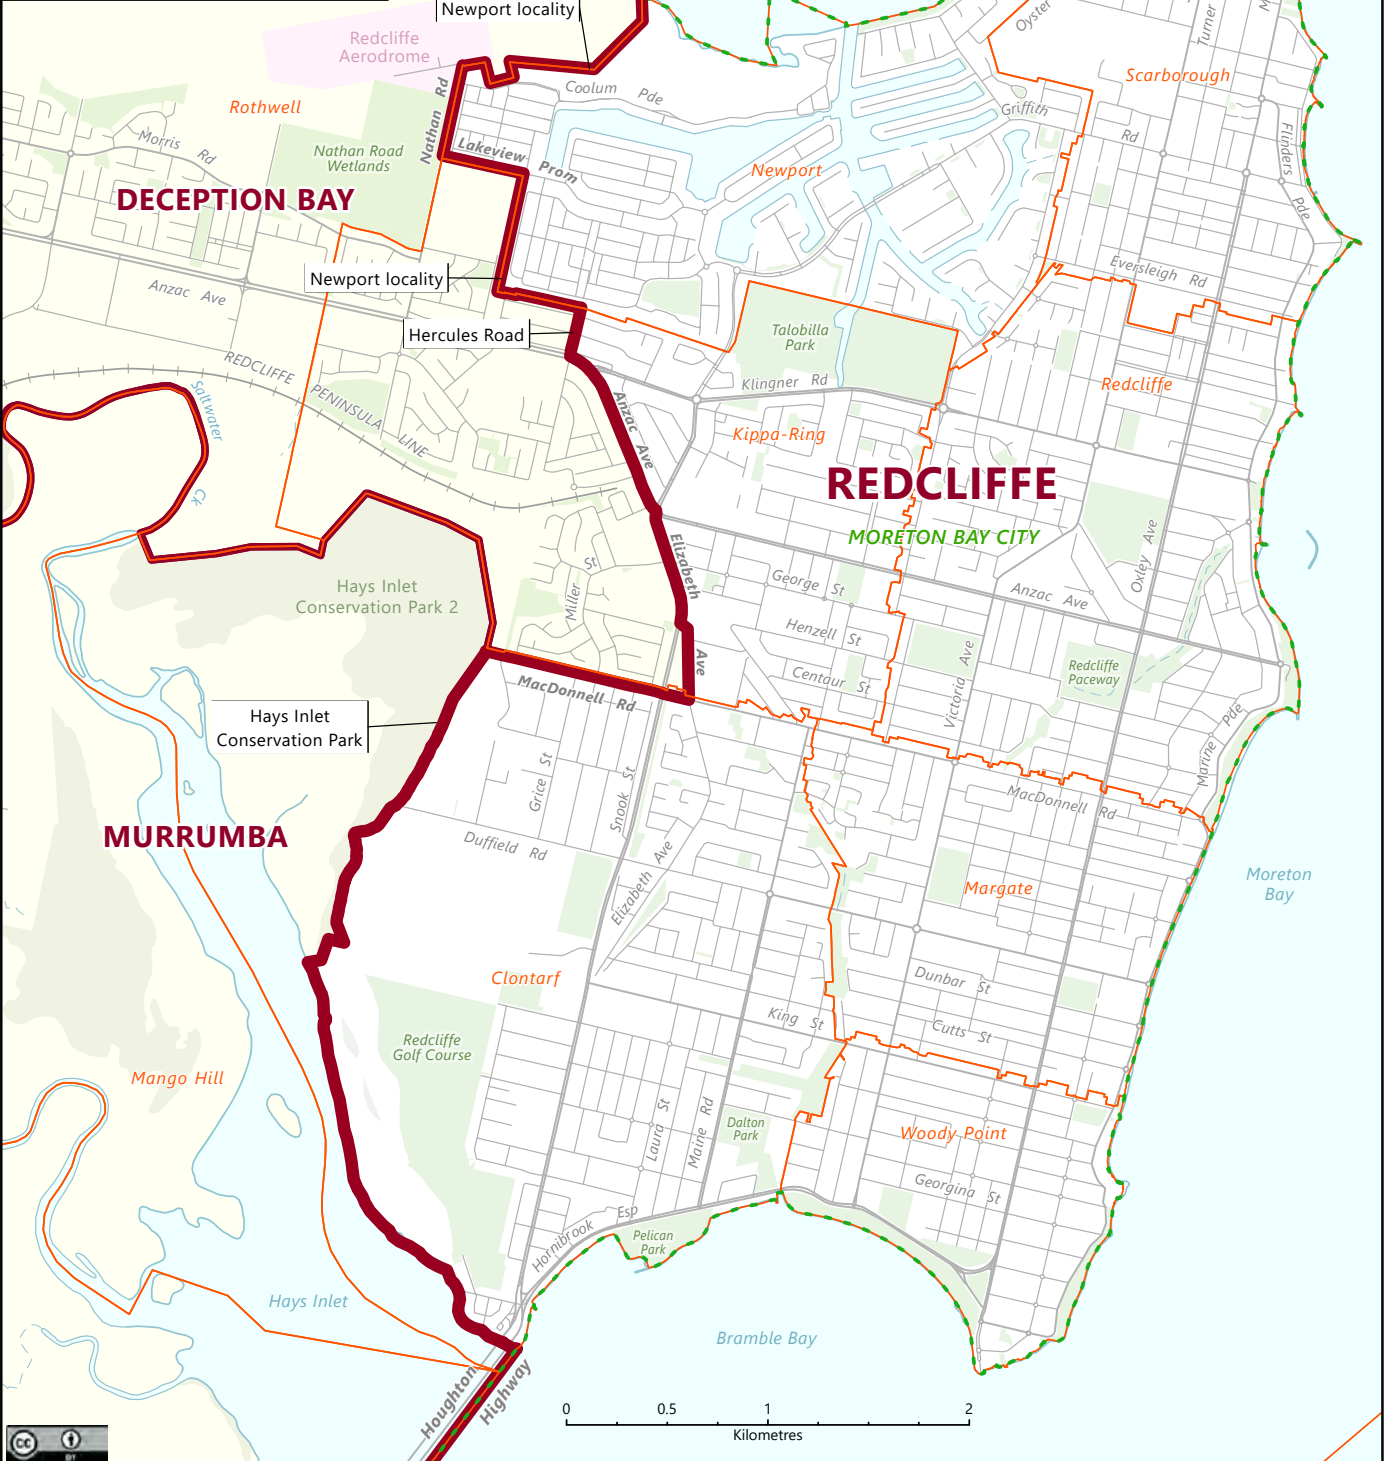 Newport locality
Oyster
Turner
Redcliffe
Aerodrome
Scarborough
Coolum Pde
Nathan Rd
Rothwell
Griffith
Rd
Flinders Pde
Morris Rd
Nathan Road
Wetlands
Lakeview Prom
Newport
DECEPTION BAY
Newport locality
Eversleigh Rd
Anzac Ave
Hercules Road
Talobilla
Park
REDCLIFFE PENINSULA LINE
Klingner Rd
Redcliffe
Saltwater Ck
Anzac Ave
Kippa-Ring
REDCLIFFE
MORETON BAY CITY
Oxley Ave
Elizabeth Ave
Hays Inlet
Conservation Park 2
Miller St
George St
Anzac Ave
Henzell St
Victoria Ave
Centaur St
Redcliffe
Paceway
MacDonnell Rd
Hays Inlet
Conservation Park
Marine Pde
Grice St
Snook St
MacDonnell Rd
MURRUMBA
Duffield Rd
Elizabeth Ave
Margate
Moreton
Bay
Clontarf
Dunbar St
King St
Cutts St
Redcliffe
Golf Course
Mango Hill
Laura St
Maine Rd
Dalton
Park
Woody Point
Georgina St
Hornibrook Esp
Pelican
Park
Hays Inlet
Bramble Bay
Houghton
Highway
0 0.5 1 2
Kilometres
cc
BY